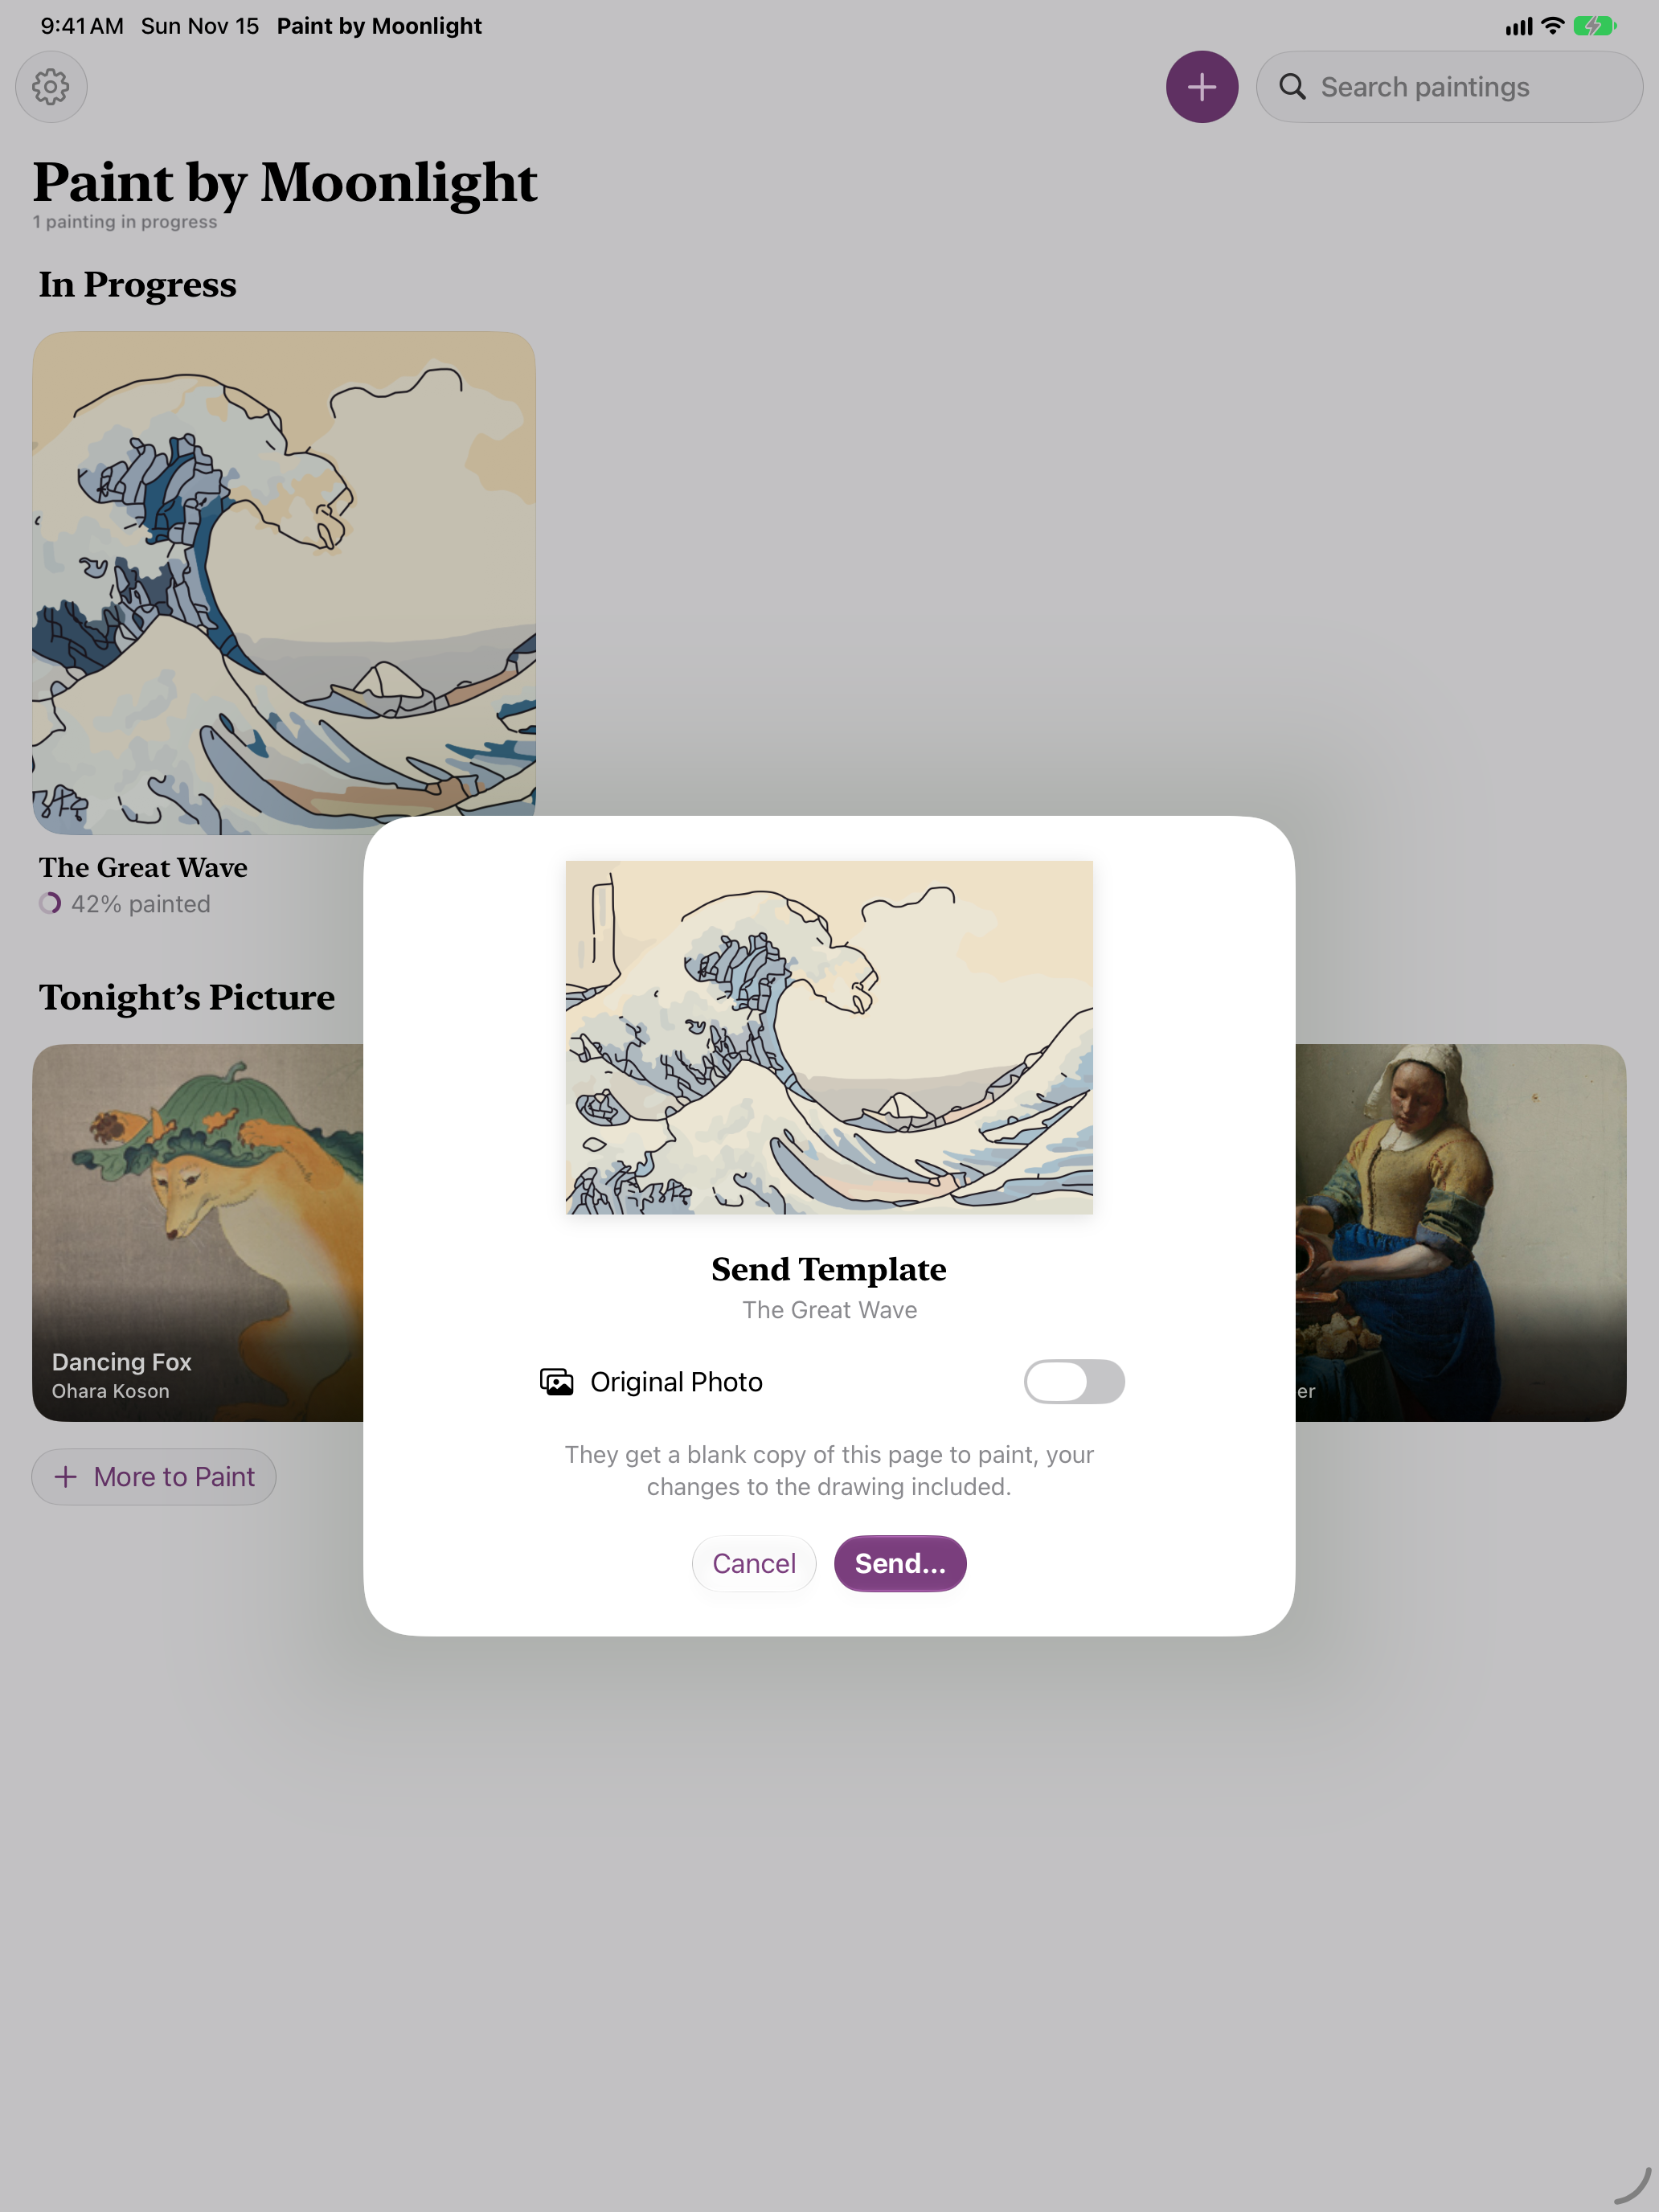 9:41 AM Sun Nov 15 Paint by Moonlight
Search paintings
Paint by Moonlight
1 painting in progress
In Progress
The Great Wave
42% painted
Tonight’s Picture
Dancing Fox
Ohara Koson
er
More to Paint
Send Template
The Great Wave
Original Photo
They get a blank copy of this page to paint, your
changes to the drawing included.
Cancel
Send...